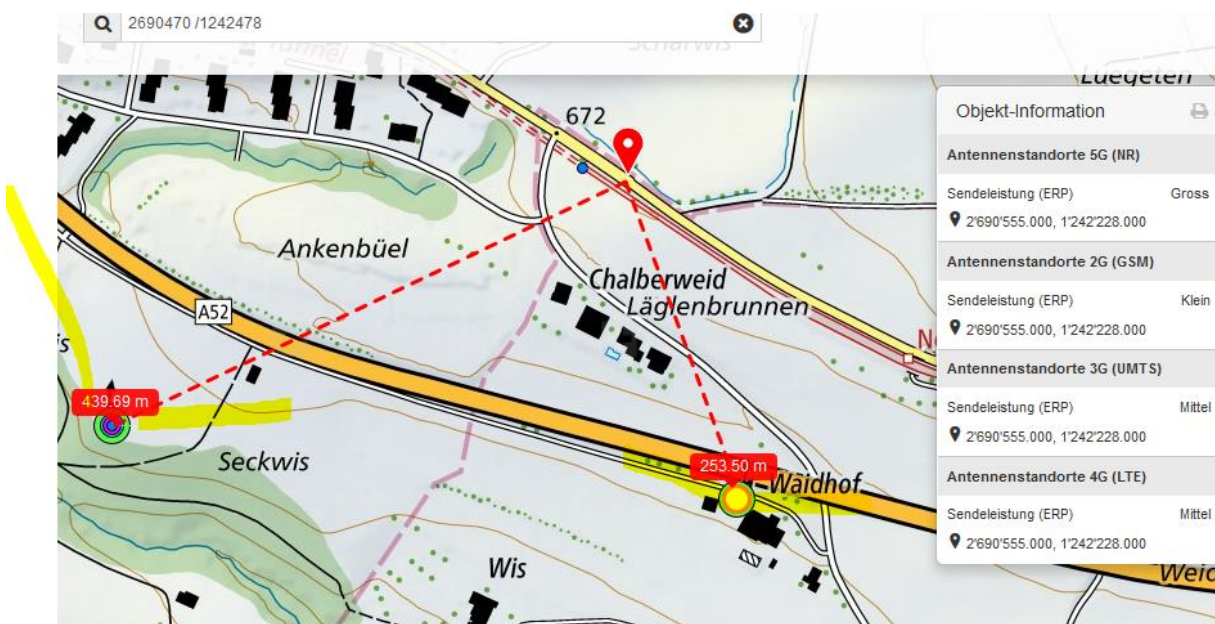 2690470 /1242478
Tunnel
Scharwis
Luegeten
672
Ankenbüel
Chalberweid
Läglenbrunnen
A52
439.69 m
Seckwis
253.50 m
Waidhof
Wis
Objekt-Information
Antennenstandorte 5G (NR)
Sendeleistung (ERP) Gross
2'690'555.000, 1'242'228.000
Antennenstandorte 2G (GSM)
Sendeleistung (ERP) Klein
2'690'555.000, 1'242'228.000
Antennenstandorte 3G (UMTS)
Sendeleistung (ERP) Mittel
2'690'555.000, 1'242'228.000
Antennenstandorte 4G (LTE)
Sendeleistung (ERP) Mittel
2'690'555.000, 1'242'228.000